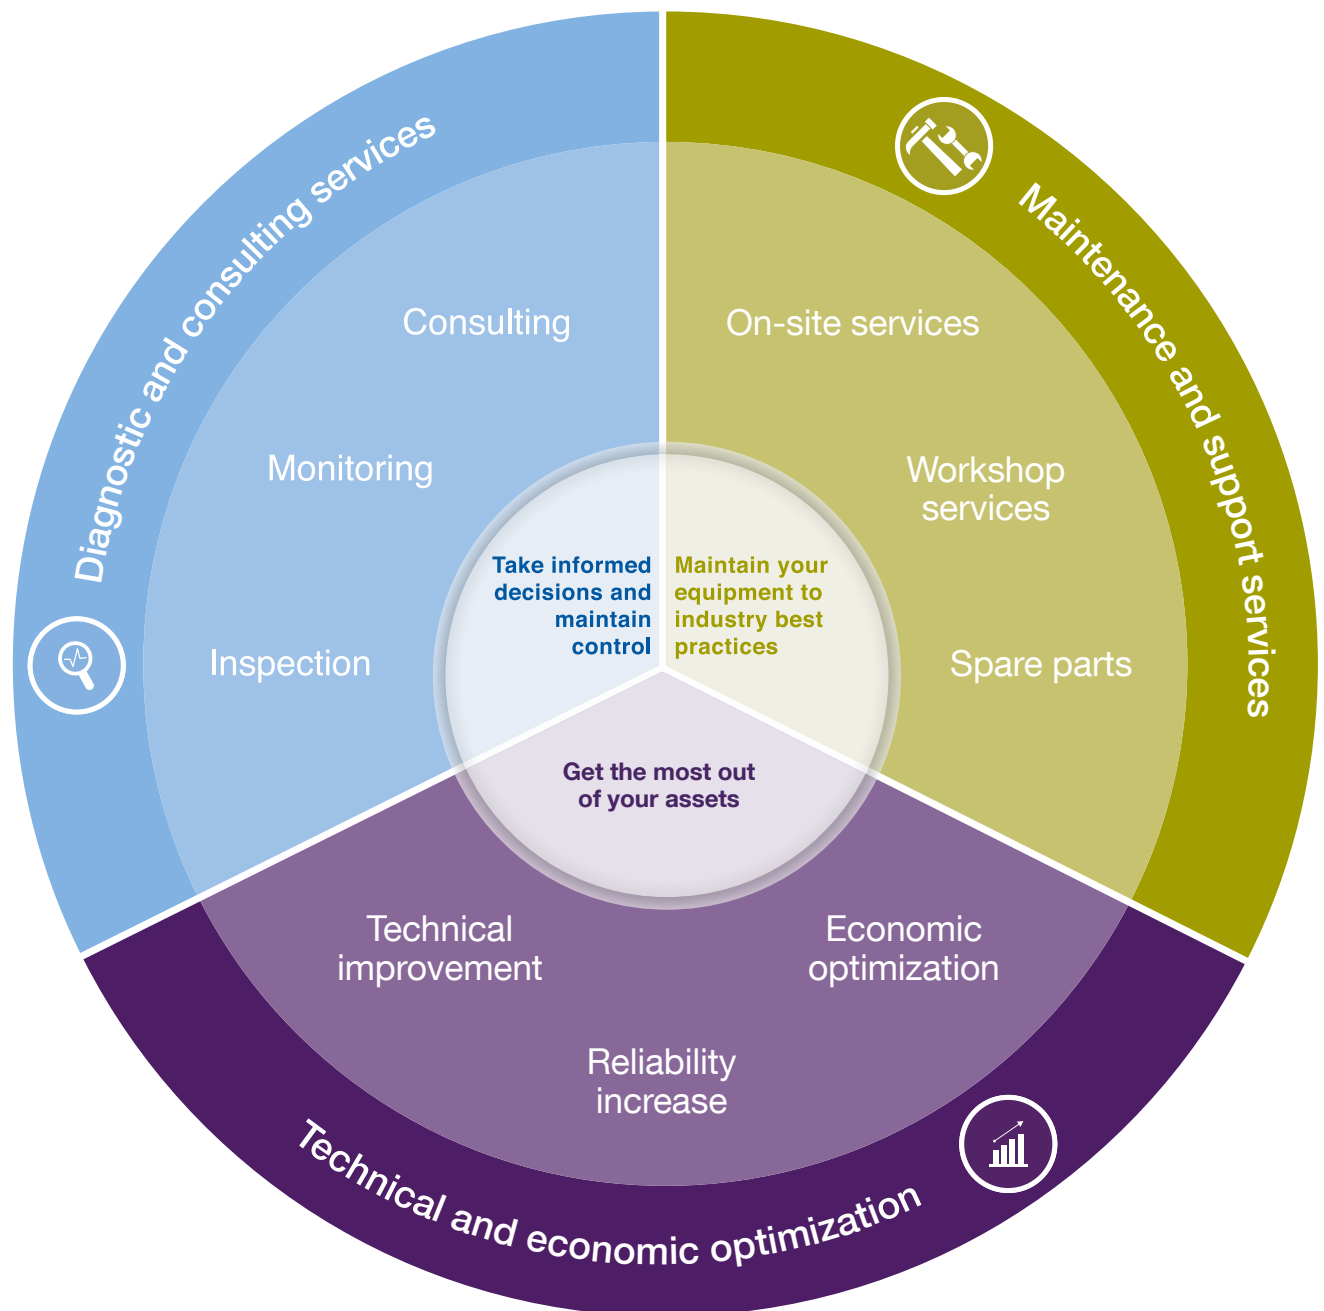 Diagnostic and consulting services
Consulting
Monitoring
Inspection
Take informed
decisions and
maintain
control
Maintenance and support services
On-site services
Workshop
services
Spare parts
Maintain your
equipment to
industry best
practices
Get the most out
of your assets
Technical
improvement
Economic
optimization
Reliability
increase
Technical and economic optimization